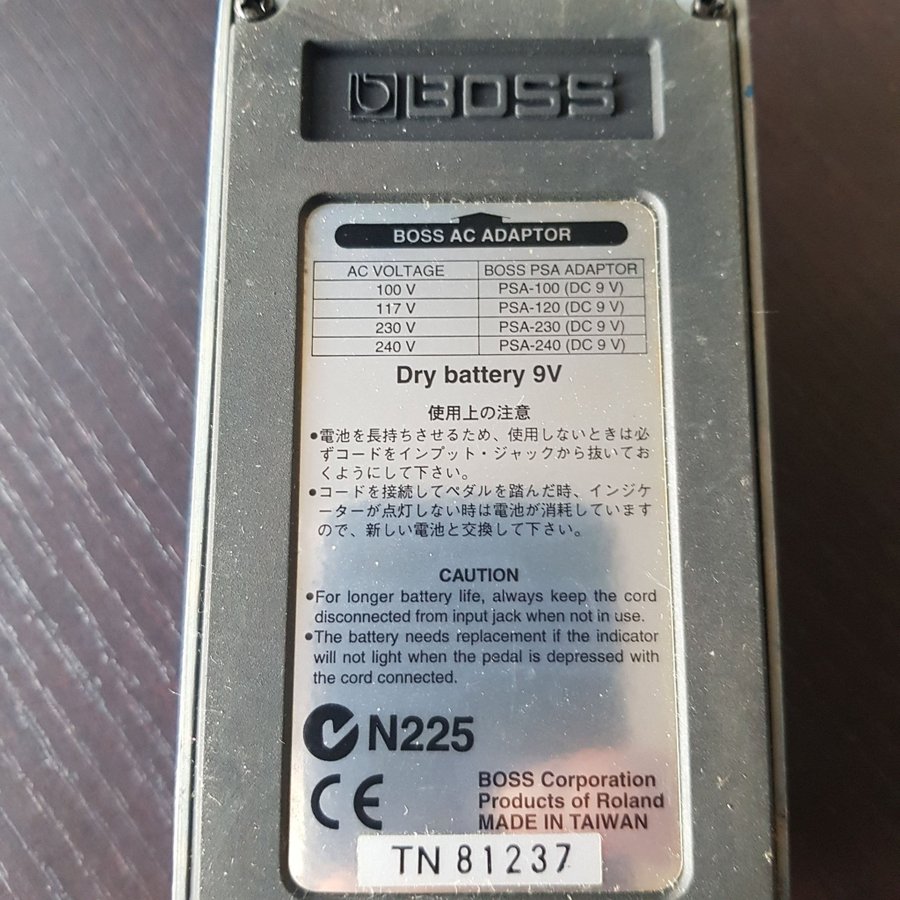 BOSS
BOSS AC ADAPTOR
AC VOLTAGE BOSS PSA ADAPTOR
100 V PSA-100 (DC 9 V)
117 V PSA-120 (DC 9 V)
230 V PSA-230 (DC 9 V)
240 V PSA-240 (DC 9 V)
Dry battery 9V
使用上の注意
●電池を長持ちさせるため、使用しないときは必
ずコードをインプット・ジャックから抜いてお
くようにして下さい。
●コードを接続してペダルを踏んだ時、インジケ
ーターが点灯しない時は電池が消耗しています
ので、新しい電池と交換して下さい。
CAUTION
●For longer battery life, always keep the cord
disconnected from input jack when not in use.
●The battery needs replacement if the indicator
will not light when the pedal is depressed with
the cord connected.
N225
CE
BOSS Corporation
Products of Roland
MADE IN TAIWAN
TN 81237